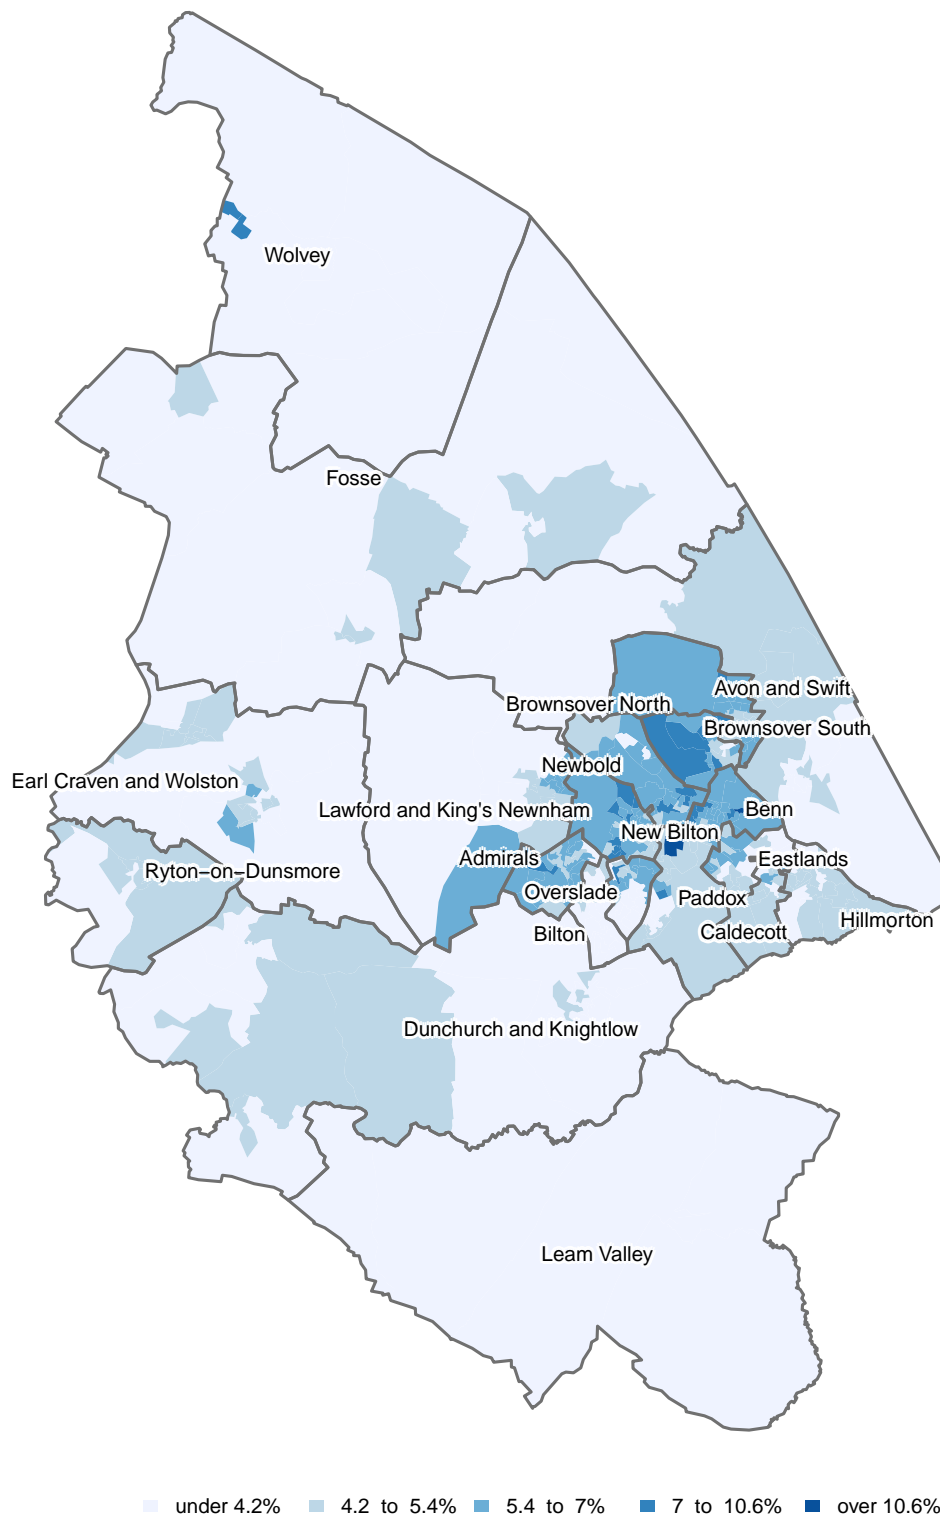 Wolvey
Fosse
Avon and Swift
Brownsover North
Brownsover South
Newbold
Earl Craven and Wolston
Lawford and King's Newnham
Benn
New Bilton
Admirals
Eastlands
Ryton–on–Dunsmore
Overslade
Paddox
Hillmorton
Bilton
Caldecott
Dunchurch and Knightlow
Leam Valley
under 4.2% 4.2 to 5.4% 5.4 to 7% 7 to 10.6% over 10.6%